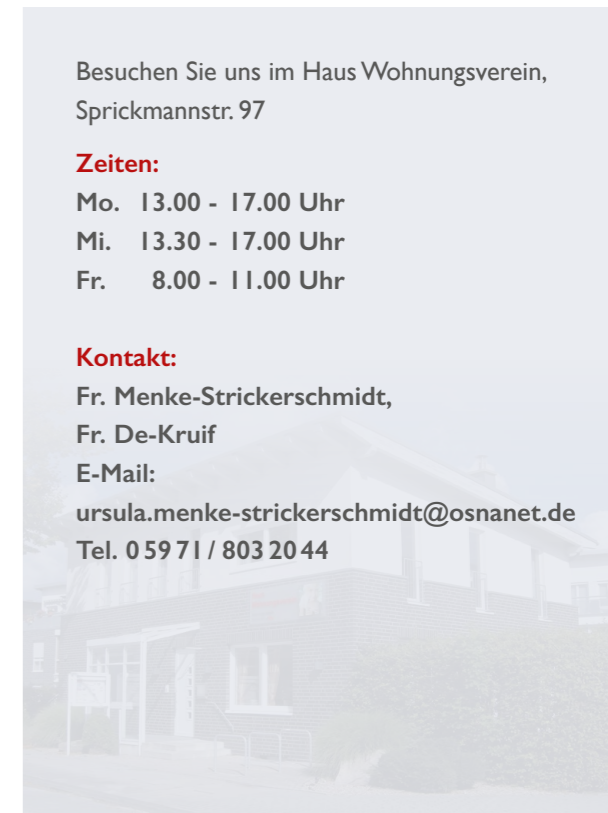 Besuchen Sie uns im Haus Wohnungsverein,
Sprickmannstr. 97
Zeiten:
Mo. 13.00 - 17.00 Uhr
Mi. 13.30 - 17.00 Uhr
Fr. 8.00 - 11.00 Uhr
Kontakt:
Fr. Menke-Strickerschmidt,
Fr. De-Kruif
E-Mail:
ursula.menke-strickerschmidt@osnanet.de
Tel. 0 59 71 / 803 20 44